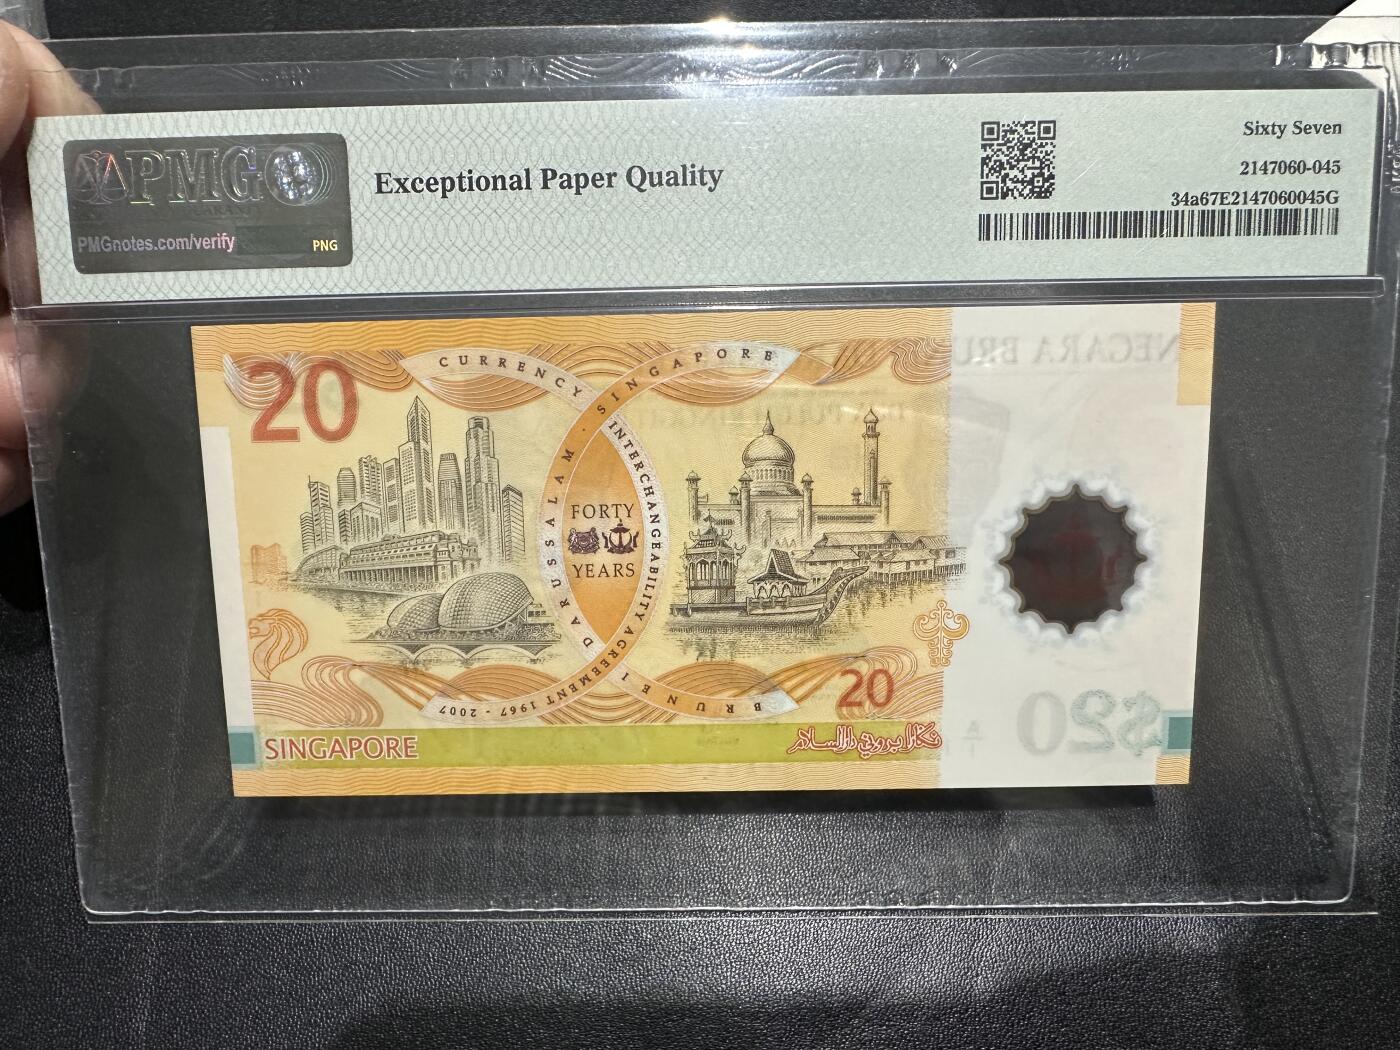 PMG
PMGnotes.com/verify
PNG
Exceptional Paper Quality
Sixty Seven
2147060-045
34a67E2147060045G
20
CURRENCY INTERCHANGEABILITY AGREEMENT 1967 - 2007
BRUNEI DARUSSALAM · SINGAPORE
FORTY
YEARS
NEGARA BRU
20
$20
SINGAPORE
نڬارا بروني دارالسلام